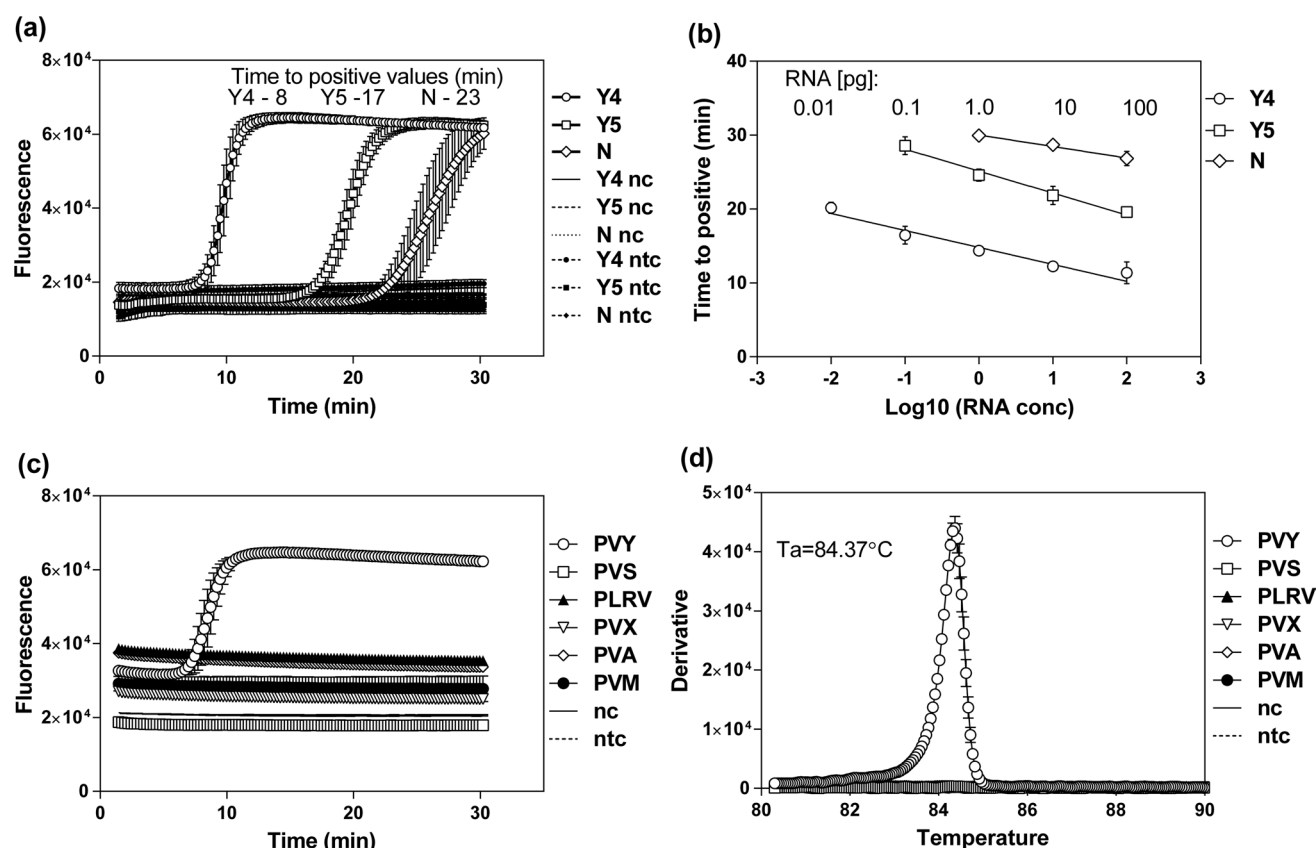 (a)
Fluorescence
8×10⁴
6×10⁴
4×10⁴
2×10⁴
0
Time to positive values (min)
Y4 - 8 Y5 -17 N - 23
0 10 20 30
Time (min)
Y4
Y5
N
Y4 nc
Y5 nc
N nc
Y4 ntc
Y5 ntc
N ntc
(b)
Time to positive (min)
40
30
20
10
0
RNA [pg]:
0.01 0.1 1.0 10 100
-3 -2 -1 0 1 2 3
Log10 (RNA conc)
Y4
Y5
N
(c)
Fluorescence
8×10⁴
6×10⁴
4×10⁴
2×10⁴
0
0 10 20 30
Time (min)
PVY
PVS
PLRV
PVX
PVA
PVM
nc
ntc
(d)
Derivative
5×10⁴
4×10⁴
3×10⁴
2×10⁴
1×10⁴
0
Ta=84.37°C
80 82 84 86 88 90
Temperature
PVY
PVS
PLRV
PVX
PVA
PVM
nc
ntc